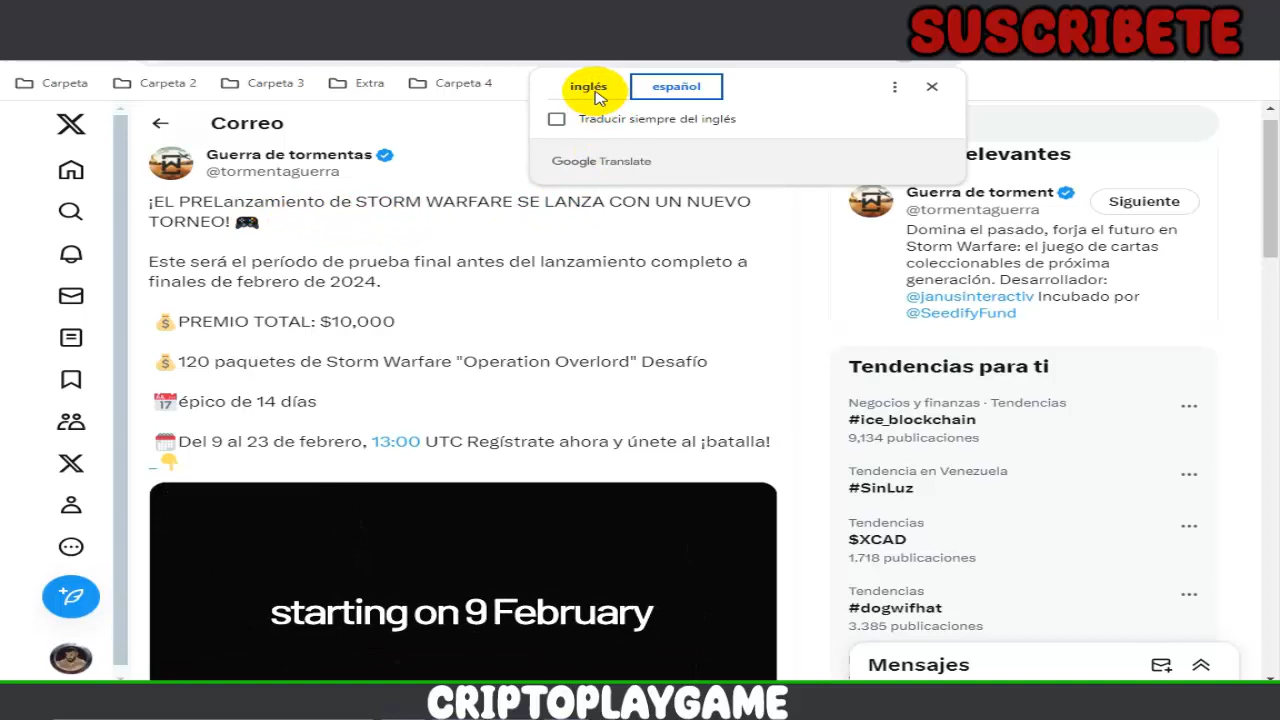 SUSCRIBETE
Carpeta
Carpeta 2
Carpeta 3
Extra
Carpeta 4
inglés
español
Traducir siempre del inglés
Google Translate
Correo
Guerra de tormentas
@tormentaguerra
¡EL PRELanzamiento de STORM WARFARE SE LANZA CON UN NUEVO
TORNEO! 🎮
Este será el período de prueba final antes del lanzamiento completo a
finales de febrero de 2024.
💰PREMIO TOTAL: $10,000
💰120 paquetes de Storm Warfare "Operation Overlord" Desafío
📅épico de 14 días
🗓Del 9 al 23 de febrero, 13:00 UTC Regístrate ahora y únete al ¡batalla!
👇
starting on 9 February
elevantes
Guerra de torment
@tormentaguerra
Siguiente
Domina el pasado, forja el futuro en
Storm Warfare: el juego de cartas
coleccionables de próxima
generación. Desarrollador:
@janusinteractiv Incubado por
@SeedifyFund
Tendencias para ti
Negocios y finanzas · Tendencias
#ice_blockchain
9,134 publicaciones
Tendencia en Venezuela
#SinLuz
Tendencias
$XCAD
1.718 publicaciones
Tendencias
#dogwifhat
3.385 publicaciones
Mensajes
CRIPTOPLAYGAME